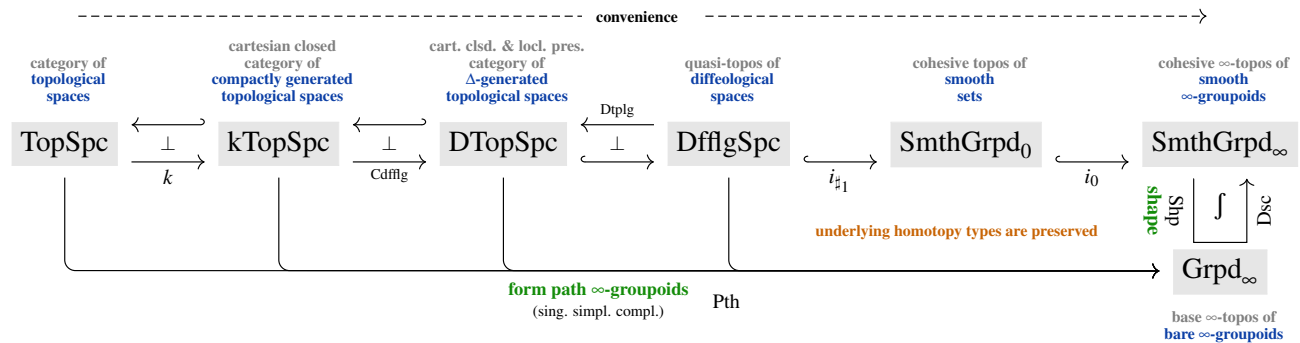 convenience
category of
topological
spaces
cartesian closed
category of
compactly generated
topological spaces
cart. clsd. & locl. pres.
category of
Δ-generated
topological spaces
quasi-topos of
diffeological
spaces
cohesive topos of
smooth
sets
cohesive ∞-topos of
smooth
∞-groupoids
Dtplg
TopSpc ⊥ kTopSpc ⊥ DTopSpc ⊥ DfflgSpc SmthGrpd₀ SmthGrpd∞
k Cdfflg i♯₁ i₀
shape Shp ∫ Dsc
underlying homotopy types are preserved
Grpd∞
form path ∞-groupoids
Pth
(sing. simpl. compl.)
base ∞-topos of
bare ∞-groupoids